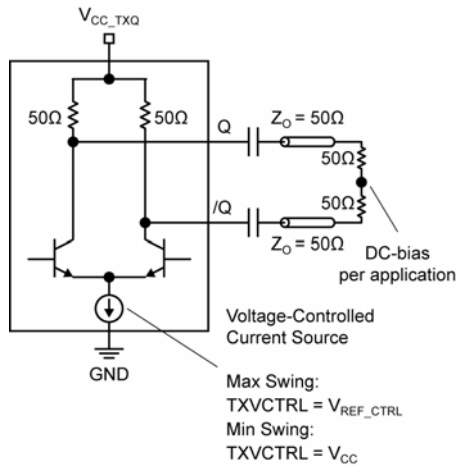 V_CC_TXQ
50Ω
50Ω
Q
Z_O = 50Ω
50Ω
50Ω
/Q
Z_O = 50Ω
DC-bias
per application
Voltage-Controlled
Current Source
GND
Max Swing:
TXVCTRL = V_REF_CTRL
Min Swing:
TXVCTRL = V_CC